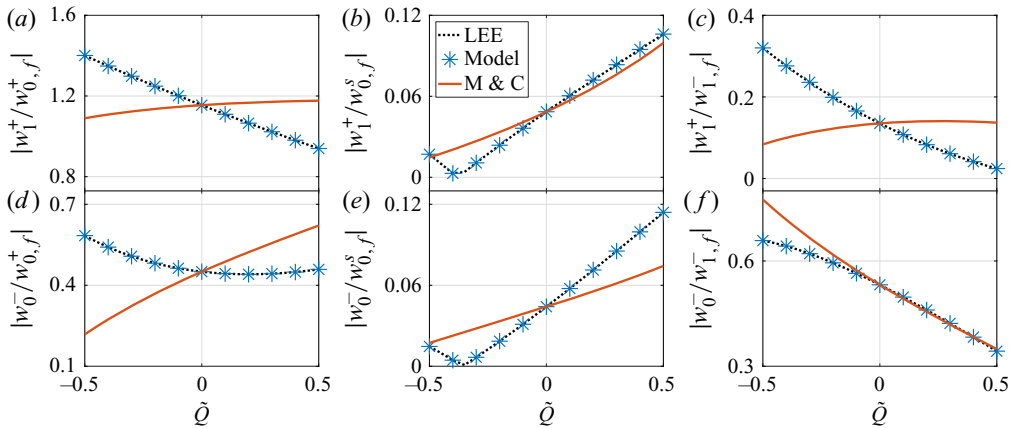 (a)
|w₁⁺/w₀,f⁺|
1.6
1.2
0.8
(b)
|w₁⁺/w₀,fˢ|
0.12
0.06
0
LEE
Model
M & C
(c)
|w₁⁺/w₁,f⁻|
0.4
0.2
0
(d)
|w₀⁻/w₀,f⁺|
0.7
0.4
0.1
−0.5 0 0.5
Q̃
(e)
|w₀⁻/w₀,fˢ|
0.12
0.06
0
−0.5 0 0.5
Q̃
(f)
|w₀⁻/w₁,f⁻|
0.6
0.3
−0.5 0 0.5
Q̃